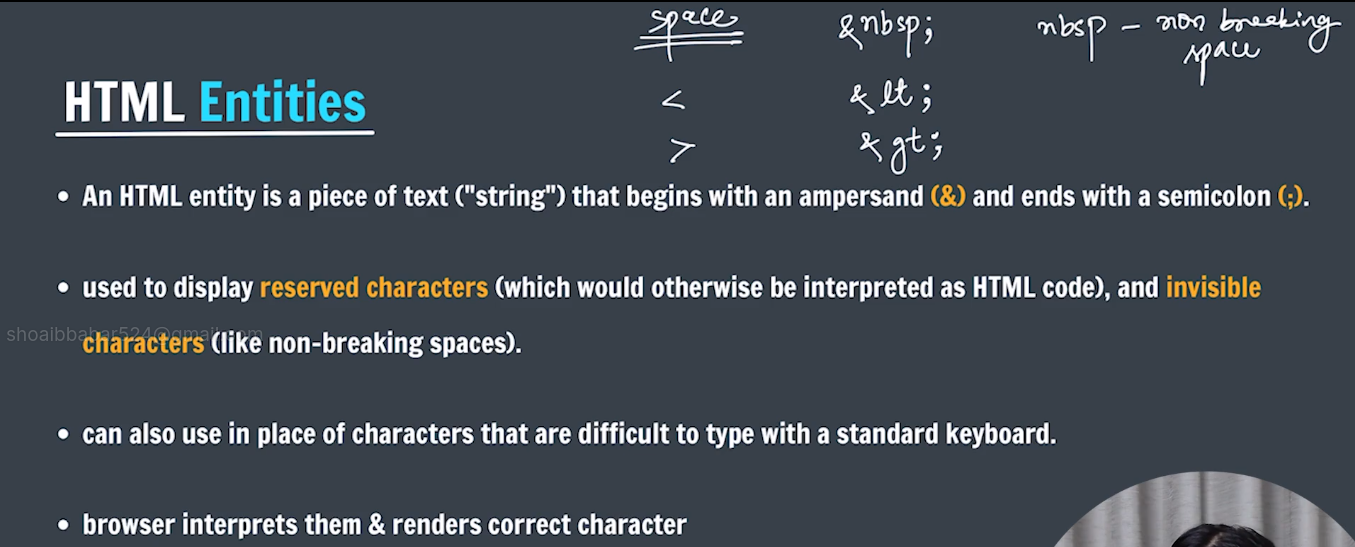 space &nbsp; nbsp - non breaking
space
HTML Entities
< &lt;
> &gt;
• An HTML entity is a piece of text ("string") that begins with an ampersand (&) and ends with a semicolon (;).
• used to display reserved characters (which would otherwise be interpreted as HTML code), and invisible
shoaibbabar524@gmail.com
characters (like non-breaking spaces).
• can also use in place of characters that are difficult to type with a standard keyboard.
• browser interprets them & renders correct character